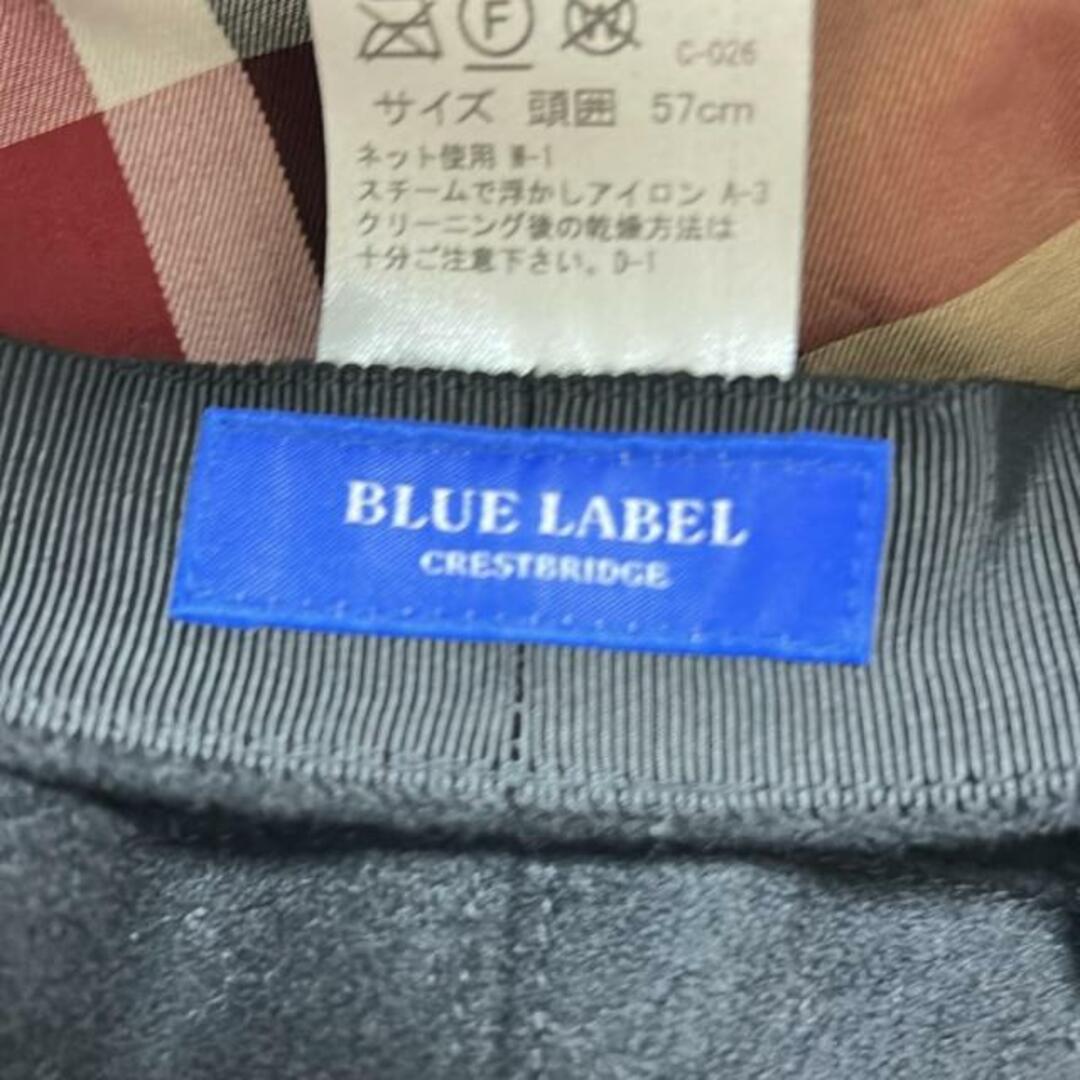 F W
C-026
サイズ 頭囲 57cm
ネット使用 W-1
スチームで浮かしアイロン A-3
クリーニング後の乾燥方法は
十分ご注意下さい。D-1
BLUE LABEL
CRESTBRIDGE